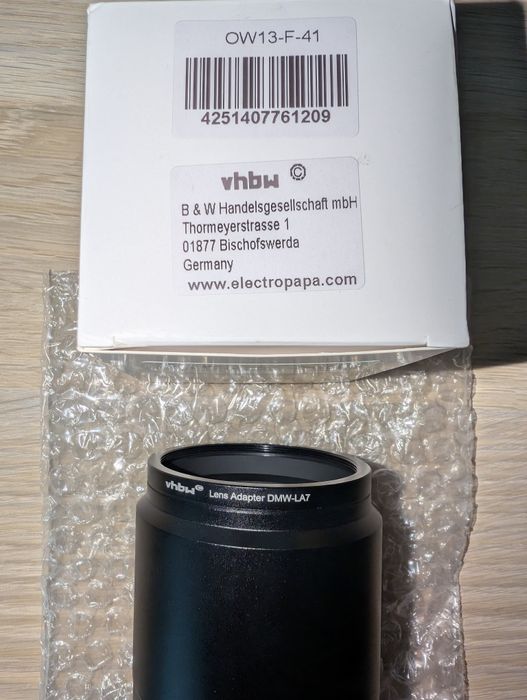 OW13-F-41
4251407761209
vhbw ©
B & W Handelsgesellschaft mbH
Thormeyerstrasse 1
01877 Bischofswerda
Germany
www.electropapa.com
vhbw© Lens Adapter DMW-LA7